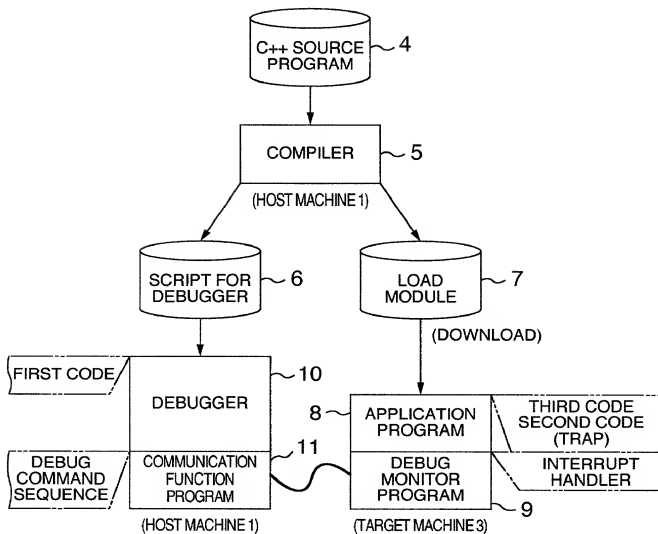 C++ SOURCE
PROGRAM
4
COMPILER
5
(HOST MACHINE 1)
SCRIPT FOR
DEBUGGER
6
LOAD
MODULE
7
(DOWNLOAD)
FIRST CODE
DEBUGGER
10
8
APPLICATION
PROGRAM
THIRD CODE
SECOND CODE
(TRAP)
DEBUG
COMMAND
SEQUENCE
COMMUNICATION
FUNCTION
PROGRAM
11
DEBUG
MONITOR
PROGRAM
INTERRUPT
HANDLER
9
(HOST MACHINE 1)
(TARGET MACHINE 3)